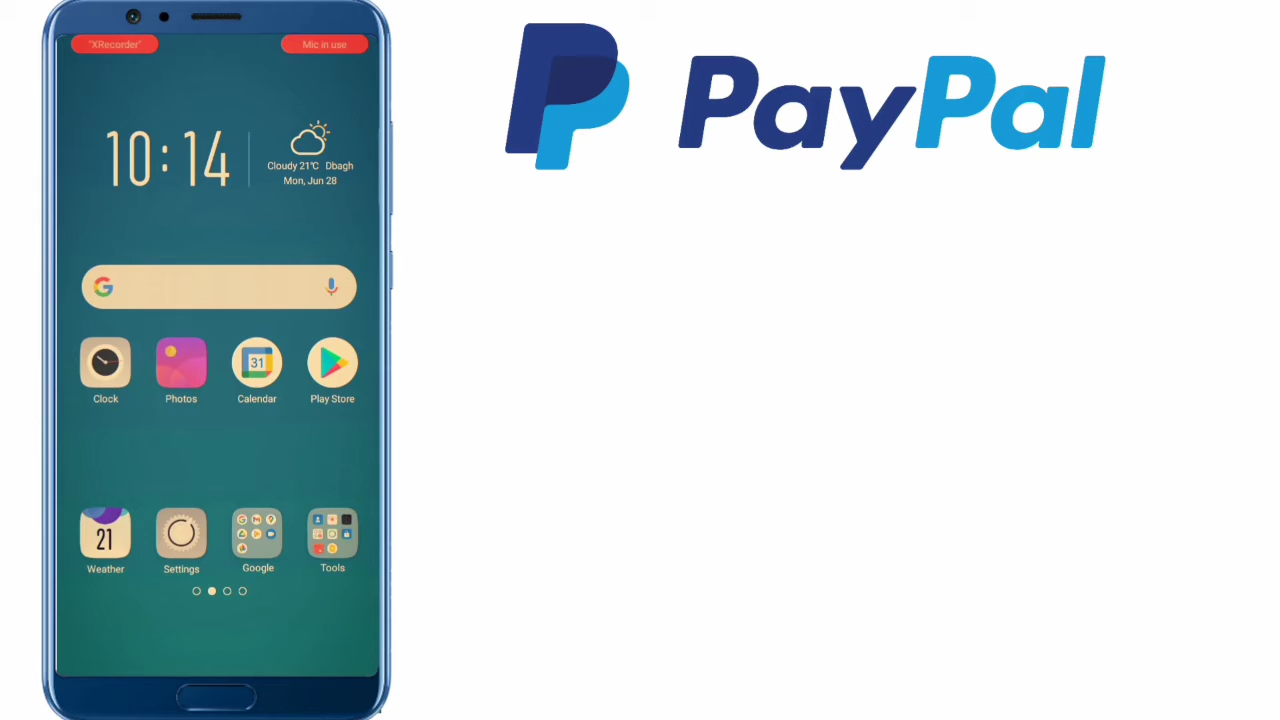 "XRecorder"
Mic in use
10:14
Cloudy 21°C Dbagh
Mon, Jun 28
31
Clock
Photos
Calendar
Play Store
21
Weather
Settings
Google
Tools
PayPal